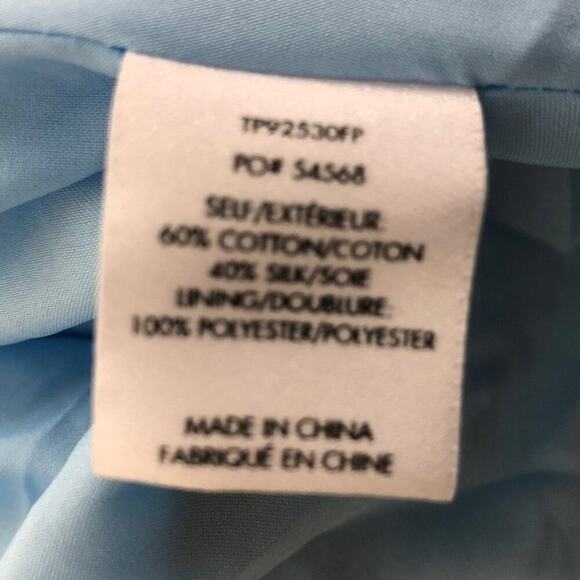 TP92530FP
PO# 54568
SELF/EXTÉRIEUR:
60% COTTON/COTON
40% SILK/SOIE
LINING/DOUBLURE:
100% POLYESTER/POLYESTER
MADE IN CHINA
FABRIQUÉ EN CHINE